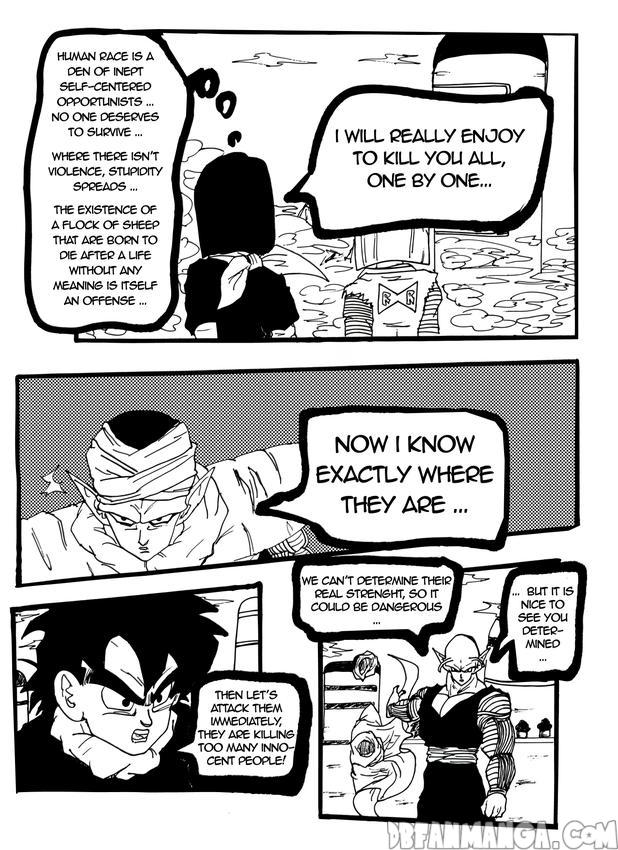 HUMAN RACE IS A
DEN OF INEPT
SELF-CENTERED
OPPORTUNISTS ...
NO ONE DESERVES
TO SURVIVE ...
WHERE THERE ISN'T
VIOLENCE, STUPIDITY
SPREADS ...
THE EXISTENCE OF
A FLOCK OF SHEEP
THAT ARE BORN TO
DIE AFTER A LIFE
WITHOUT ANY
MEANING IS ITSELF
AN OFFENSE ...
I WILL REALLY ENJOY
TO KILL YOU ALL,
ONE BY ONE...
NOW I KNOW
EXACTLY WHERE
THEY ARE ...
THEN LET'S
ATTACK THEM
IMMEDIATELY,
THEY ARE KILLING
TOO MANY INNO-
CENT PEOPLE!
WE CAN'T DETERMINE THEIR
REAL STRENGHT, SO IT
COULD BE DANGEROUS
...
... BUT IT IS
NICE TO
SEE YOU
DETER-
MINED
...
DBFANMANGA.COM